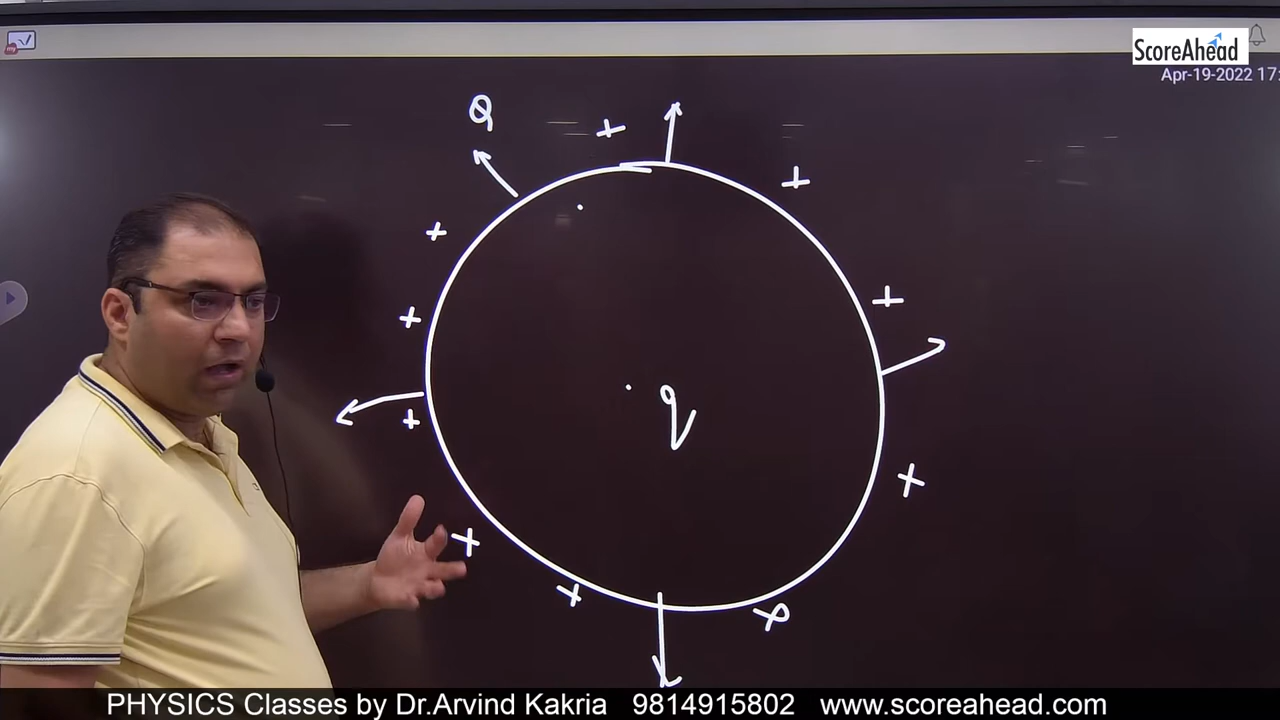 ScoreAhead
Apr-19-2022 17:
Q
q
PHYSICS Classes by Dr.Arvind Kakria 9814915802 www.scoreahead.com